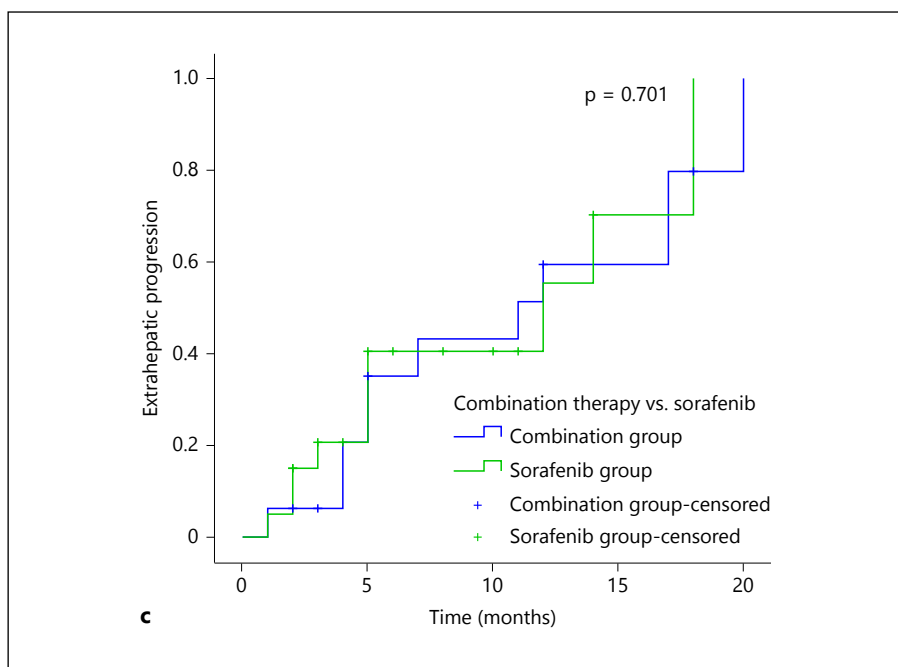 1.0
p = 0.701
0.8
Extrahepatic progression
0.6
0.4
Combination therapy vs. sorafenib
Combination group
0.2
Sorafenib group
Combination group-censored
0
Sorafenib group-censored
0 5 10 15 20
c
Time (months)